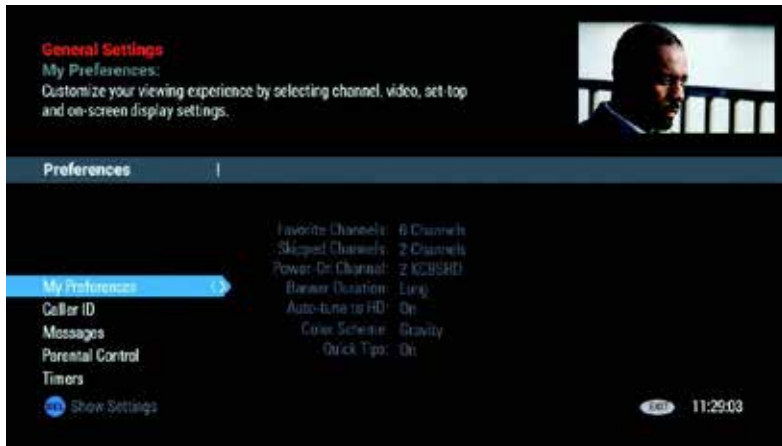 General Settings
My Preferences:
Customize your viewing experience by selecting channel, video, set-top
and on-screen display settings.
Preferences
Favorite Channels: 6 Channels
Skipped Channels: 2 Channels
Power-On Channel: 2 KCBSHD
My Preferences
Banner Duration: Long
Caller ID
Auto-tune to HD: On
Messages
Color Scheme: Gravity
Parental Control
Quick Tips: On
Timers
Show Settings
EXIT 11:29:03